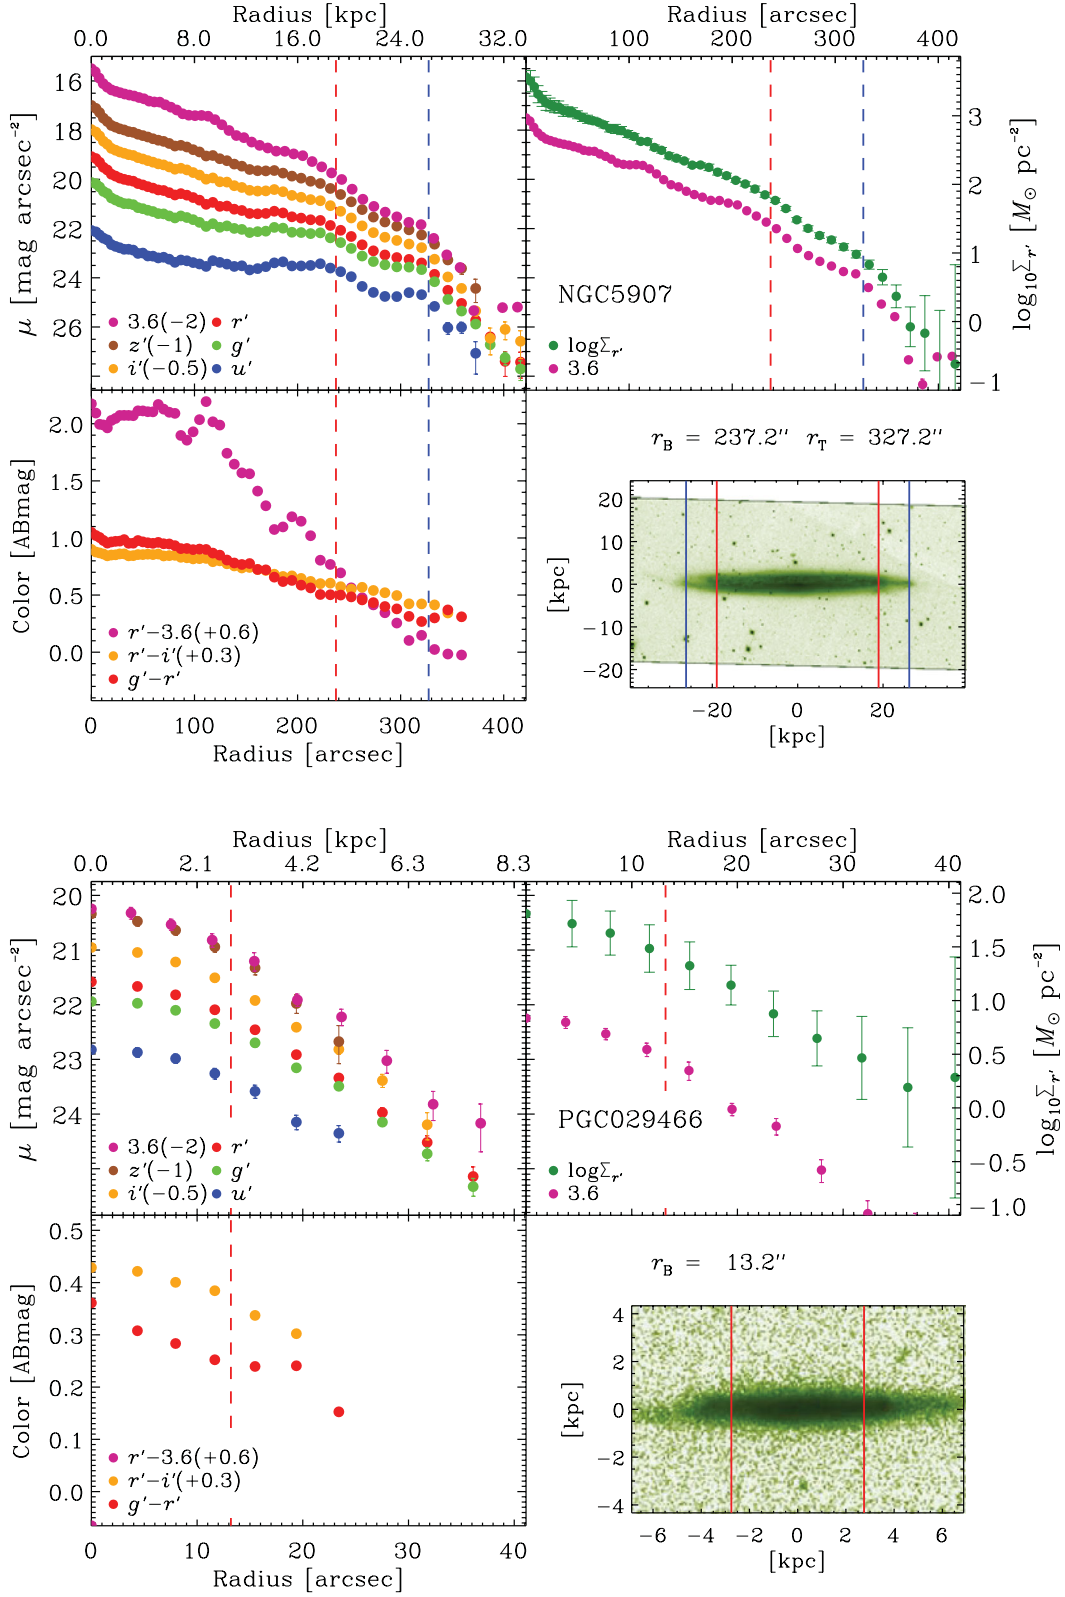 Radius [kpc] Radius [arcsec]
0.0 8.0 16.0 24.0 32.0 100 200 300 400
16
18
20
22
24
26
μ [mag arcsec⁻²]
3.6(−2) r′
z′(−1) g′
i′(−0.5) u′
NGC5907
logΣr′
3.6
3
2
1
0
−1
log₁₀Σr′ [M⊙ pc⁻²]
2.0
1.5
1.0
0.5
0.0
Color [ABmag]
r′−3.6(+0.6)
r′−i′(+0.3)
g′−r′
0 100 200 300 400
Radius [arcsec]
rB = 237.2″ rT = 327.2″
20
10
0
−10
−20
[kpc]
−20 0 20
[kpc]
Radius [kpc] Radius [arcsec]
0.0 2.1 4.2 6.3 8.3 10 20 30 40
20
21
22
23
24
μ [mag arcsec⁻²]
3.6(−2) r′
z′(−1) g′
i′(−0.5) u′
PGC029466
logΣr′
3.6
2.0
1.5
1.0
0.5
0.0
−0.5
−1.0
log₁₀Σr′ [M⊙ pc⁻²]
0.5
0.4
0.3
0.2
0.1
0.0
Color [ABmag]
r′−3.6(+0.6)
r′−i′(+0.3)
g′−r′
0 10 20 30 40
Radius [arcsec]
rB = 13.2″
4
2
0
−2
−4
[kpc]
−6 −4 −2 0 2 4 6
[kpc]